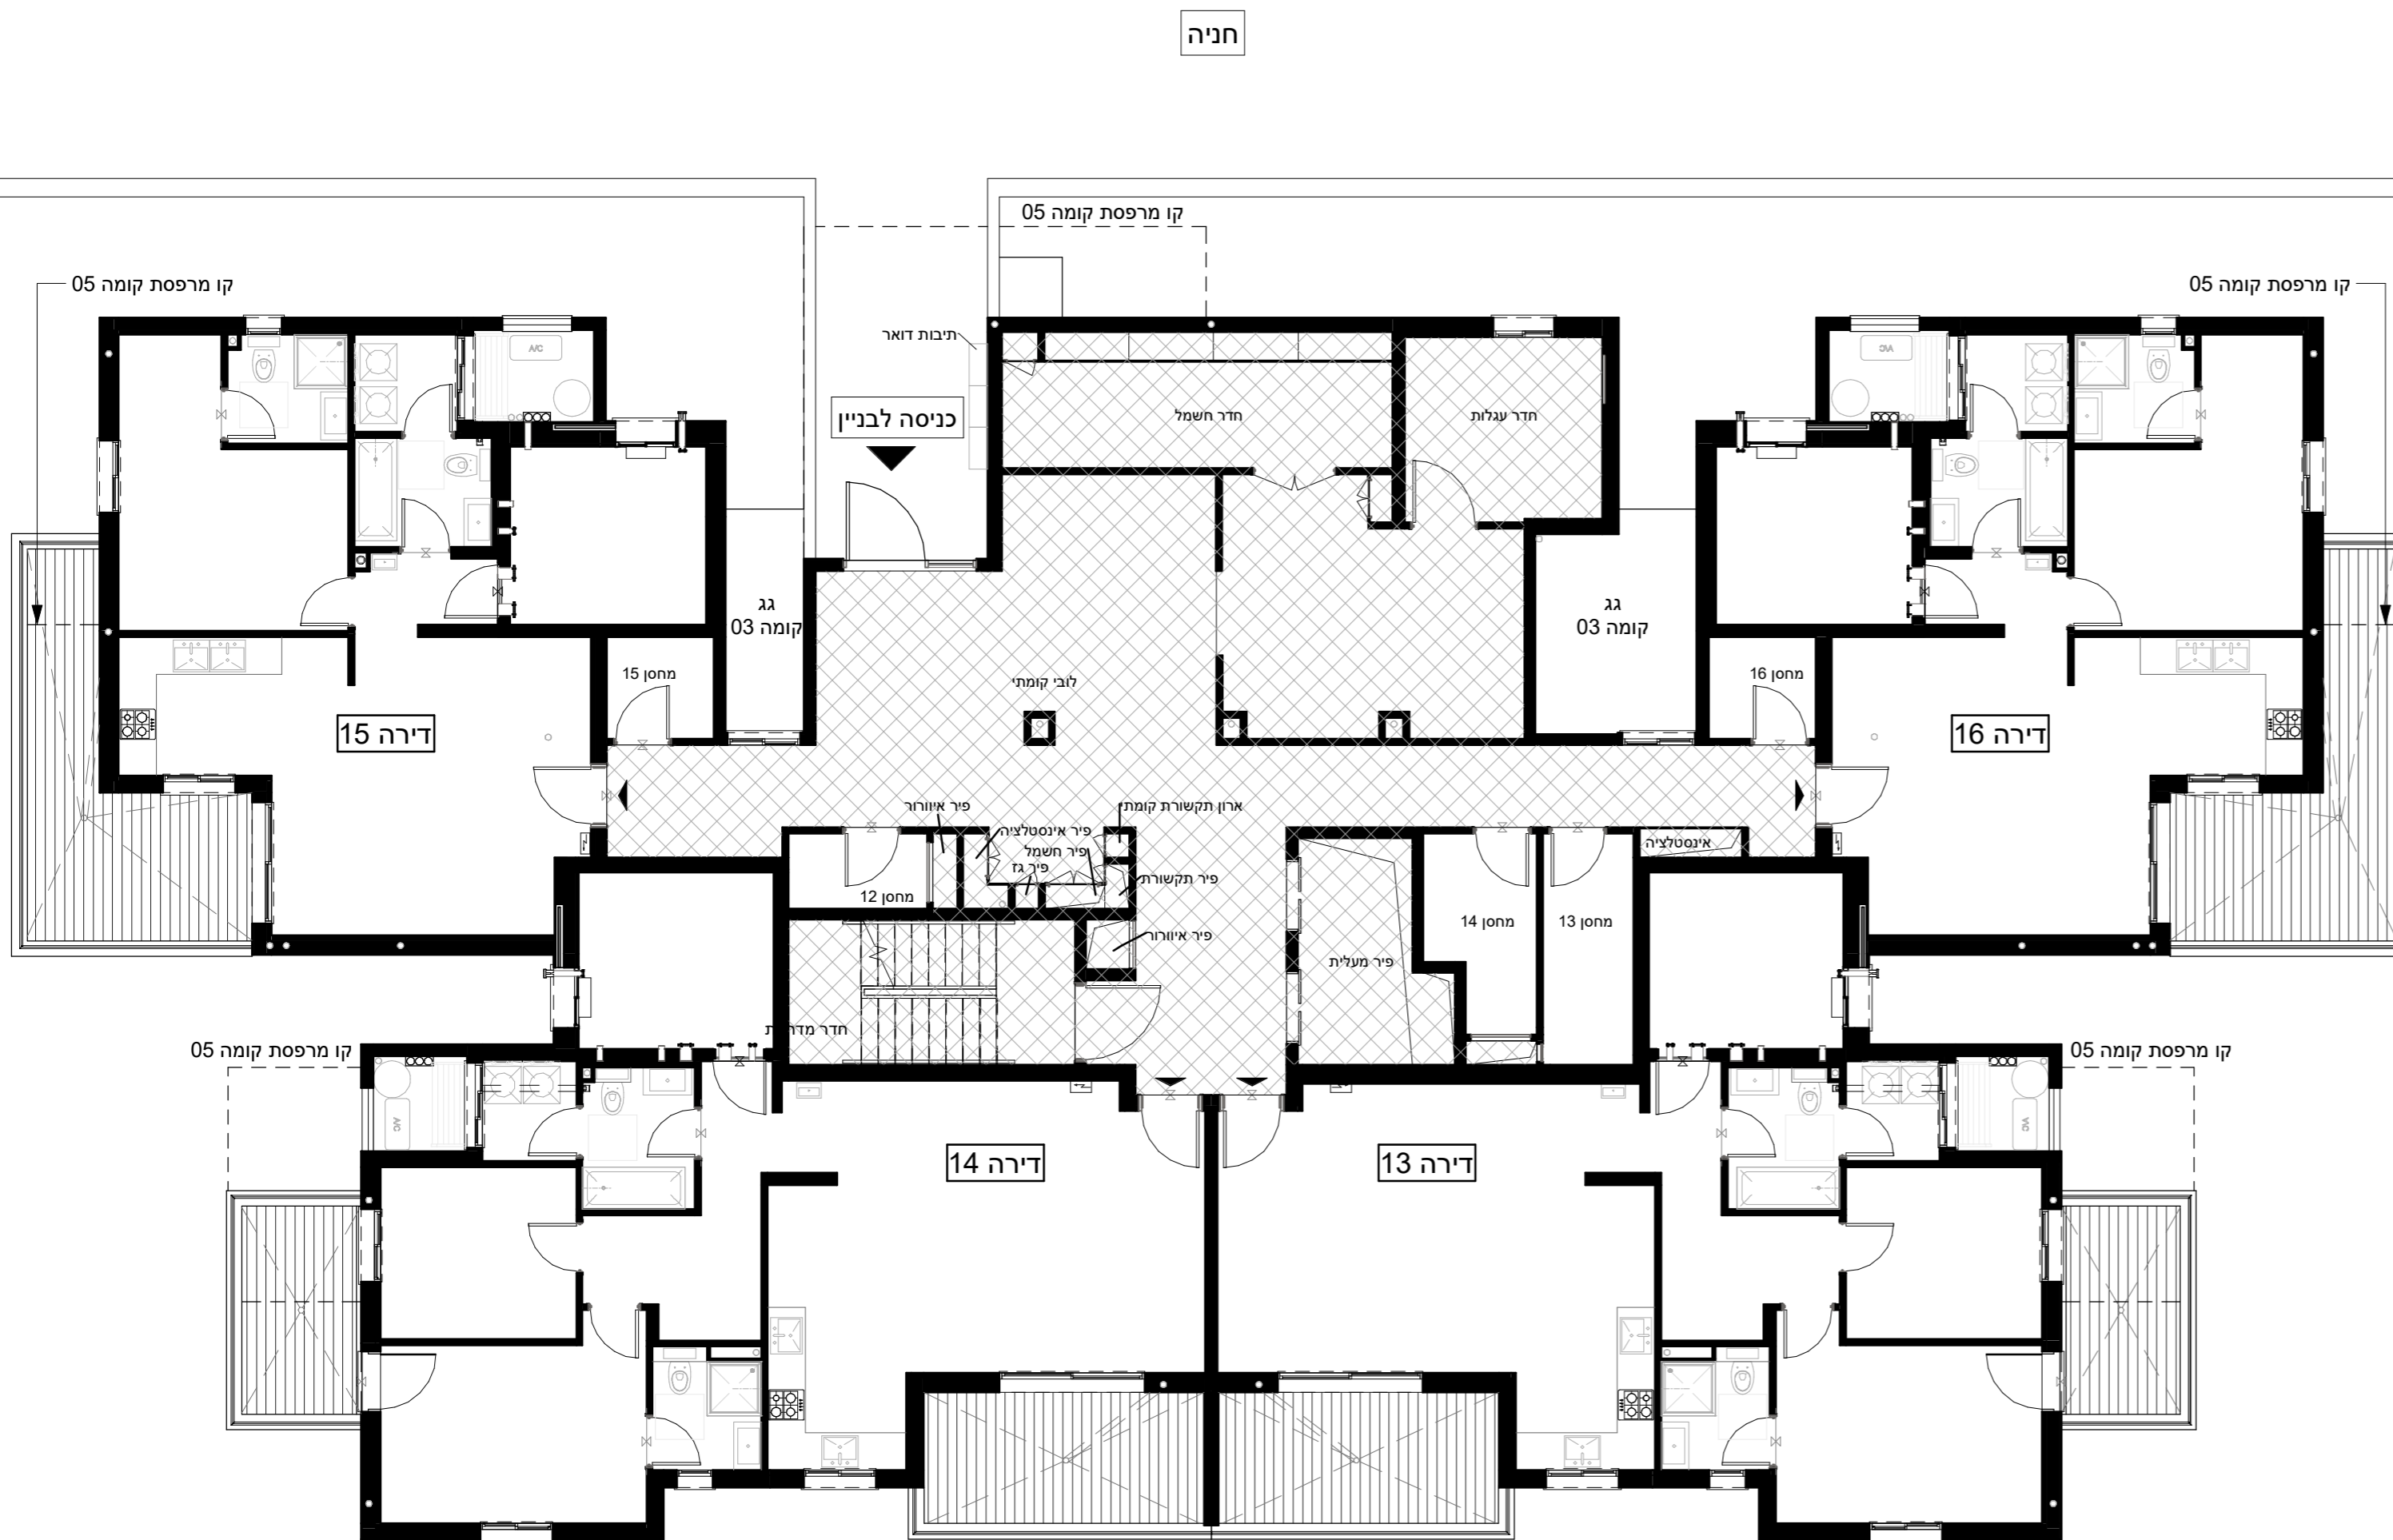 חניה
קו מרפסת קומה 05
קו מרפסת קומה 05
קו מרפסת קומה 05
תיבות דואר
A/C
A/C
כניסה לבניין
חדר חשמל
חדר עגלות
גג
קומה 03
גג
קומה 03
מחסן 15
לובי קומתי
מחסן 16
דירה 15
דירה 16
פיר איוורור
ארון תקשורת קומתי
פיר אינסטלציה
פיר חשמל
פיר גז
אינסטלציה
פיר תקשורת
מחסן 12
מחסן 14
מחסן 13
פיר איוורור
פיר מעלית
קו מרפסת קומה 05
קו מרפסת קומה 05
A/C
A/C
דירה 14
דירה 13